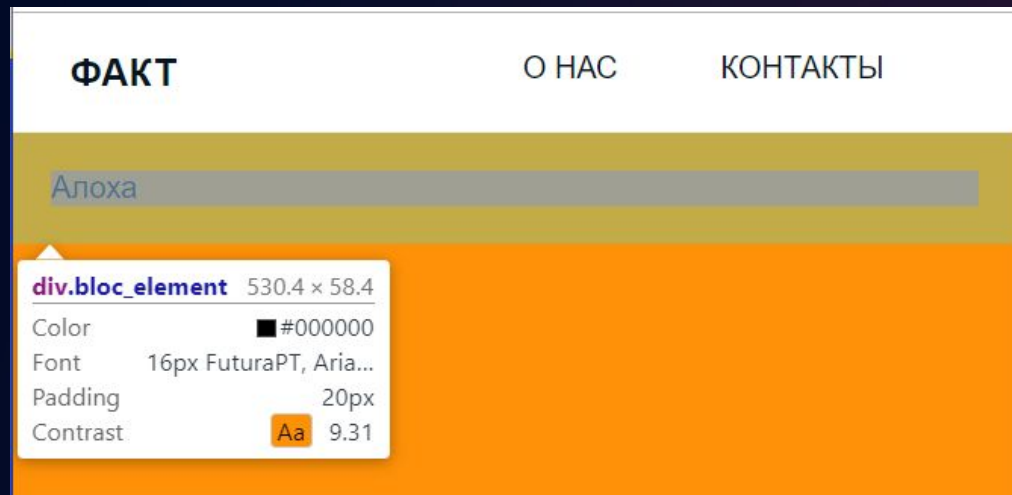 ФАКТ О НАС КОНТАКТЫ
Алоха
div.bloc_element 530.4 × 58.4
Color #000000
Font 16px FuturaPT, Aria...
Padding 20px
Contrast Aa 9.31